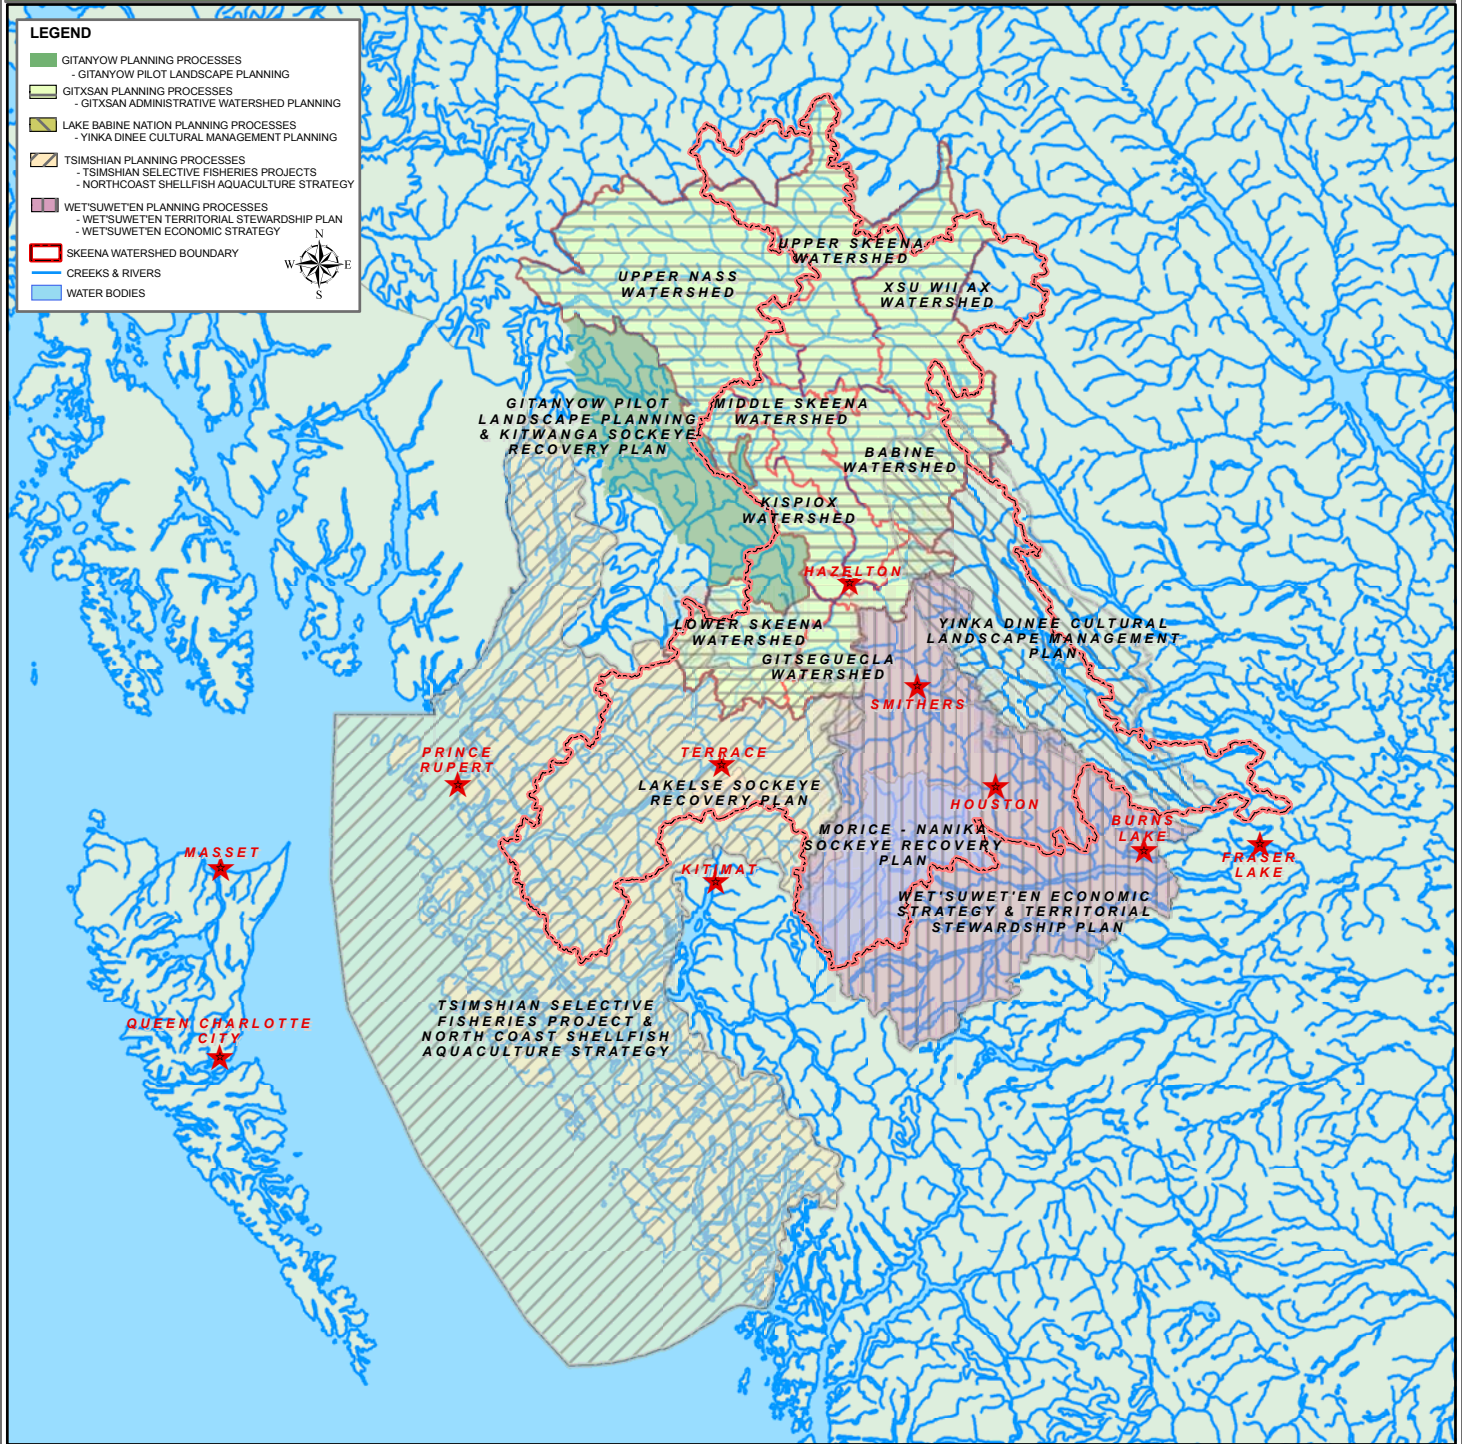 LEGEND
GITANYOW PLANNING PROCESSES
- GITANYOW PILOT LANDSCAPE PLANNING
GITXSAN PLANNING PROCESSES
- GITXSAN ADMINISTRATIVE WATERSHED PLANNING
LAKE BABINE NATION PLANNING PROCESSES
- YINKA DINEE CULTURAL MANAGEMENT PLANNING
TSIMSHIAN PLANNING PROCESSES
- TSIMSHIAN SELECTIVE FISHERIES PROJECTS
- NORTHCOAST SHELLFISH AQUACULTURE STRATEGY
WET'SUWET'EN PLANNING PROCESSES
- WET'SUWET'EN TERRITORIAL STEWARDSHIP PLAN
- WET'SUWET'EN ECONOMIC STRATEGY
SKEENA WATERSHED BOUNDARY
CREEKS & RIVERS
WATER BODIES
N
W
E
S
UPPER SKEENA
WATERSHED
UPPER NASS
WATERSHED
XSU WII AX
WATERSHED
GITANYOW PILOT
LANDSCAPE PLANNING
& KITWANGA SOCKEYE
RECOVERY PLAN
MIDDLE SKEENA
WATERSHED
BABINE
WATERSHED
KISPIOX
WATERSHED
HAZELTON
LOWER SKEENA
WATERSHED
YINKA DINEE CULTURAL
LANDSCAPE MANAGEMENT
PLAN
GITSEGUECLA
WATERSHED
SMITHERS
PRINCE
RUPERT
TERRACE
LAKELSE SOCKEYE
RECOVERY PLAN
HOUSTON
MORICE - NANIKA
SOCKEYE RECOVERY
PLAN
BURNS
LAKE
FRASER
LAKE
MASSET
KITIMAT
WET'SUWET'EN ECONOMIC
STRATEGY & TERRITORIAL
STEWARDSHIP PLAN
TSIMSHIAN SELECTIVE
FISHERIES PROJECT &
NORTH COAST SHELLFISH
AQUACULTURE STRATEGY
QUEEN CHARLOTTE
CITY